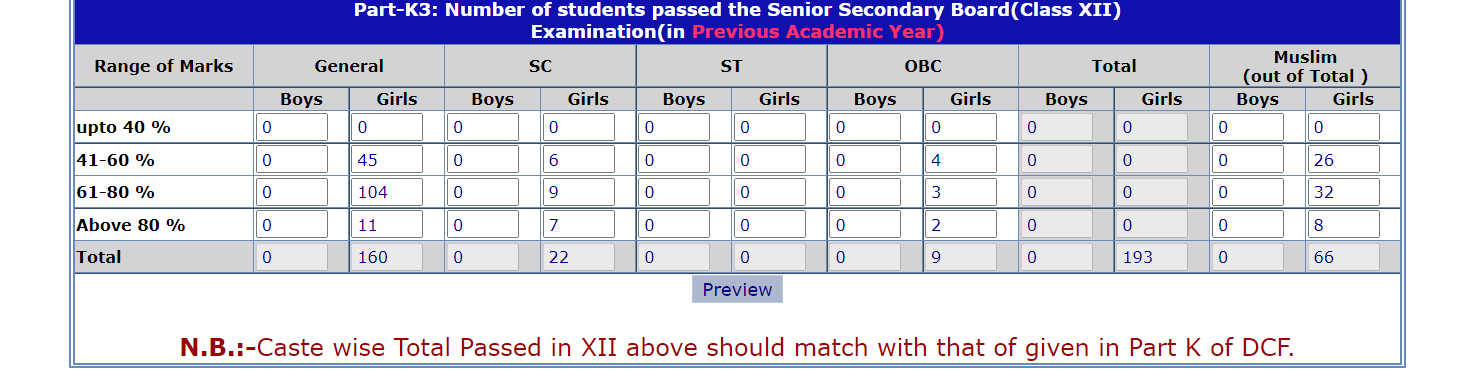 Part-K3: Number of students passed the Senior Secondary Board(Class XII)
Examination(in Previous Academic Year)
Range of Marks General SC ST OBC Total Muslim (out of Total )
Boys Girls Boys Girls Boys Girls Boys Girls Boys Girls Boys Girls
upto 40 % 0 0 0 0 0 0 0 0 0 0 0 0
41-60 % 0 45 0 6 0 0 0 4 0 0 0 26
61-80 % 0 104 0 9 0 0 0 3 0 0 0 32
Above 80 % 0 11 0 7 0 0 0 2 0 0 0 8
Total 0 160 0 22 0 0 0 9 0 193 0 66
Preview
N.B.:-Caste wise Total Passed in XII above should match with that of given in Part K of DCF.